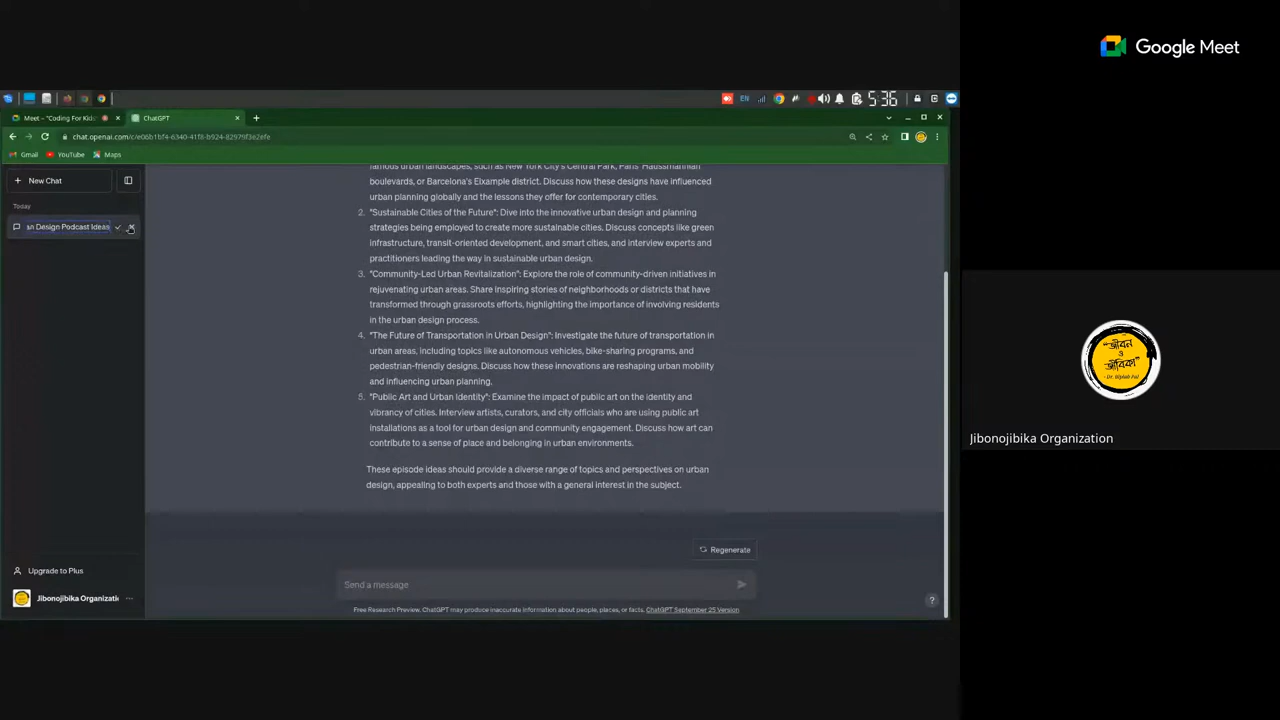 Google Meet
EN
5:36
Meet – "Coding For Kids"
ChatGPT
chat.openai.com/c/e06b1bf4-6340-41f8-b924-82979f3e2efe
Gmail
YouTube
Maps
New Chat
Today
an Design Podcast Ideas
famous urban landscapes, such as New York City's Central Park, Paris' Haussmannian
boulevards, or Barcelona's Eixample district. Discuss how these designs have influenced
urban planning globally and the lessons they offer for contemporary cities.
2. "Sustainable Cities of the Future": Dive into the innovative urban design and planning
strategies being employed to create more sustainable cities. Discuss concepts like green
infrastructure, transit-oriented development, and smart cities, and interview experts and
practitioners leading the way in sustainable urban design.
3. "Community-Led Urban Revitalization": Explore the role of community-driven initiatives in
rejuvenating urban areas. Share inspiring stories of neighborhoods or districts that have
transformed through grassroots efforts, highlighting the importance of involving residents
in the urban design process.
4. "The Future of Transportation in Urban Design": Investigate the future of transportation in
urban areas, including topics like autonomous vehicles, bike-sharing programs, and
pedestrian-friendly designs. Discuss how these innovations are reshaping urban mobility
and influencing urban planning.
5. "Public Art and Urban Identity": Examine the impact of public art on the identity and
vibrancy of cities. Interview artists, curators, and city officials who are using public art
installations as a tool for urban design and community engagement. Discuss how art can
contribute to a sense of place and belonging in urban environments.
These episode ideas should provide a diverse range of topics and perspectives on urban
design, appealing to both experts and those with a general interest in the subject.
Regenerate
Send a message
Free Research Preview. ChatGPT may produce inaccurate information about people, places, or facts. ChatGPT September 25 Version
?
Upgrade to Plus
Jibonojibika Organizati
"জীবন
ও
জীবিকা"
- Dr. Biplab Pal
Jibonojibika Organization